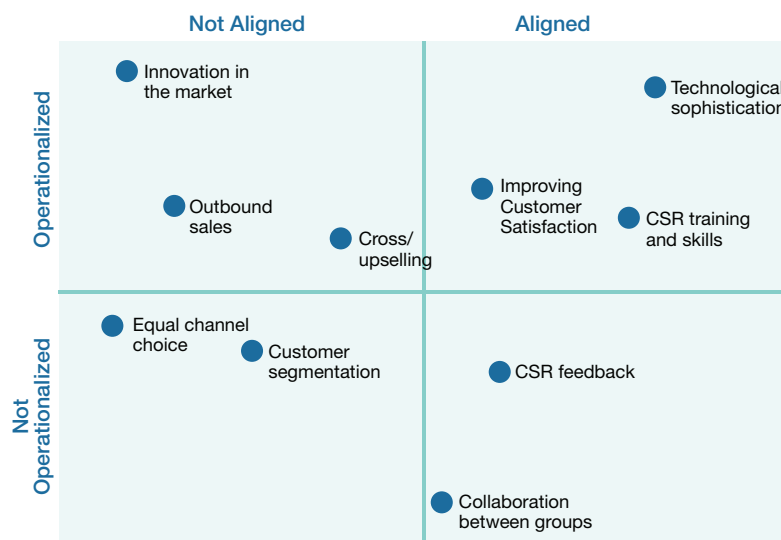 Not Aligned
Aligned
Operationalized
Innovation in
the market
Technological
sophistication
Outbound
sales
Cross/
upselling
Improving
Customer
Satisfaction
CSR training
and skills
Not
Operationalized
Equal channel
choice
Customer
segmentation
CSR feedback
Collaboration
between groups